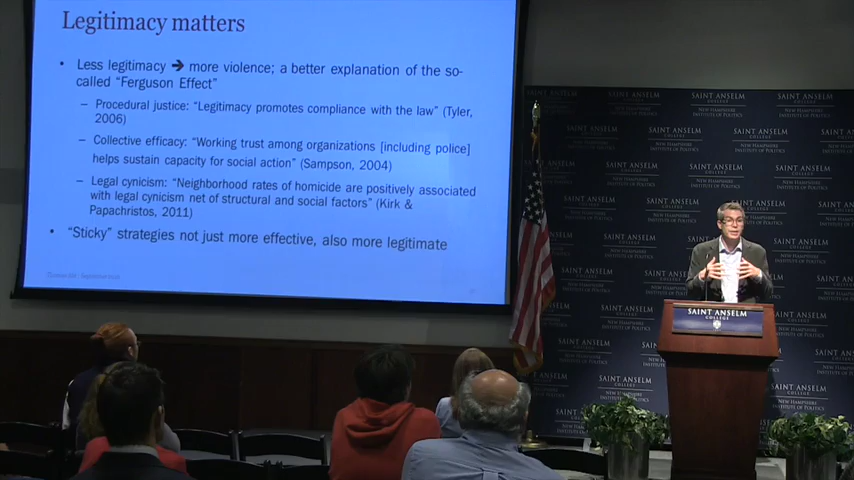 Legitimacy matters
• Less legitimacy ➔ more violence; a better explanation of the so-
called “Ferguson Effect”
– Procedural justice: “Legitimacy promotes compliance with the law” (Tyler,
2006)
– Collective efficacy: “Working trust among organizations [including police]
helps sustain capacity for social action” (Sampson, 2004)
– Legal cynicism: “Neighborhood rates of homicide are positively associated
with legal cynicism net of structural and social factors” (Kirk &
Papachristos, 2011)
• “Sticky” strategies not just more effective, also more legitimate
SAINT ANSELM
COLLEGE
NEW HAMPSHIRE
INSTITUTE OF POLITICS
SAINT ANSELM
COLLEGE